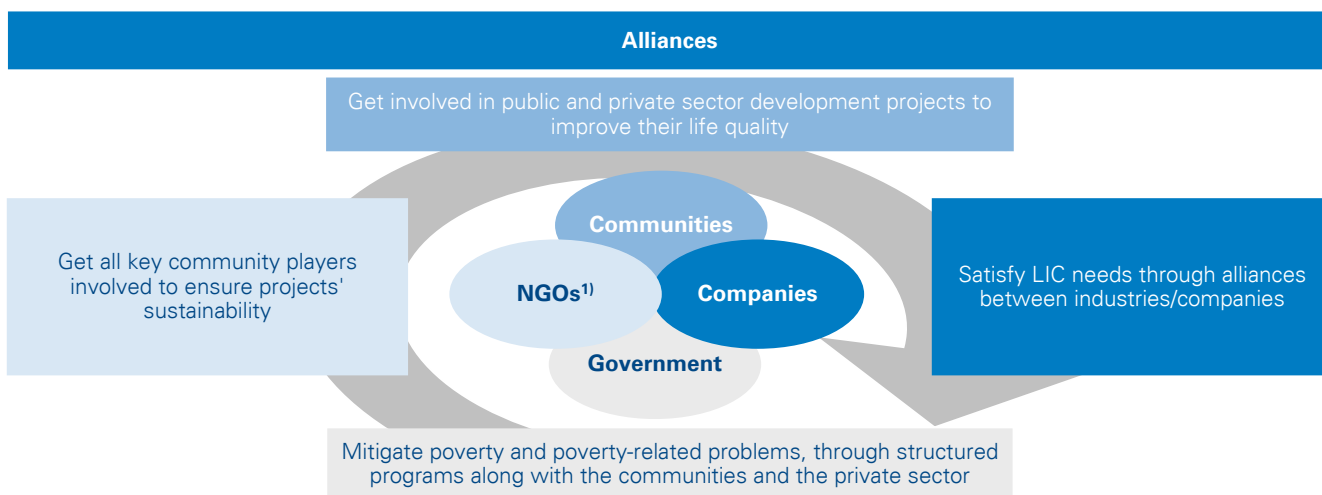 Alliances
Get involved in public and private sector development projects to
improve their life quality
Communities
Get all key community players
involved to ensure projects'
sustainability
NGOs¹⁾
Companies
Satisfy LIC needs through alliances
between industries/companies
Government
Mitigate poverty and poverty-related problems, through structured
programs along with the communities and the private sector